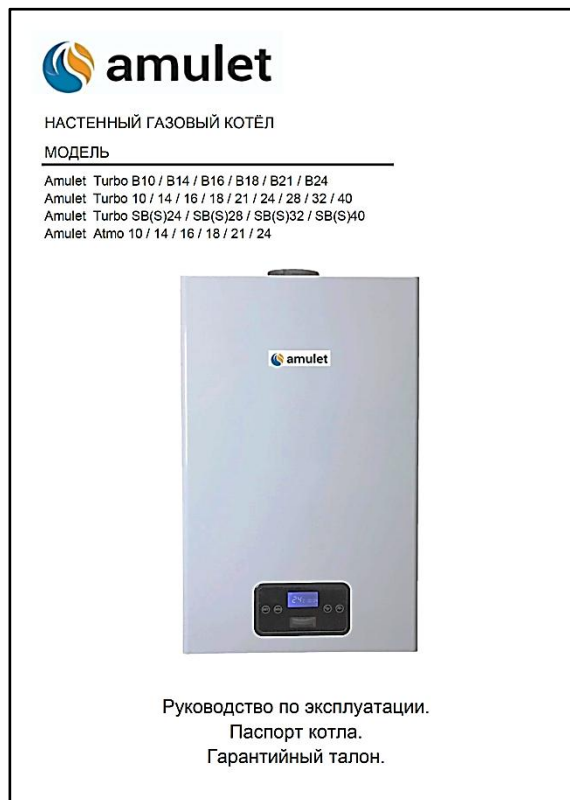 amulet
НАСТЕННЫЙ ГАЗОВЫЙ КОТЁЛ
МОДЕЛЬ
Amulet Turbo B10 / B14 / B16 / B18 / B21 / B24
Amulet Turbo 10 / 14 / 16 / 18 / 21 / 24 / 28 / 32 / 40
Amulet Turbo SB(S)24 / SB(S)28 / SB(S)32 / SB(S)40
Amulet Atmo 10 / 14 / 16 / 18 / 21 / 24
amulet
Руководство по эксплуатации.
Паспорт котла.
Гарантийный талон.